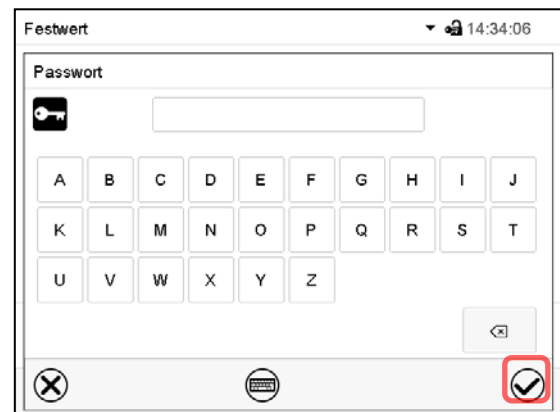 Festwert 14:34:06
Passwort
A B C D E F G H I J
K L M N O P Q R S T
U V W X Y Z